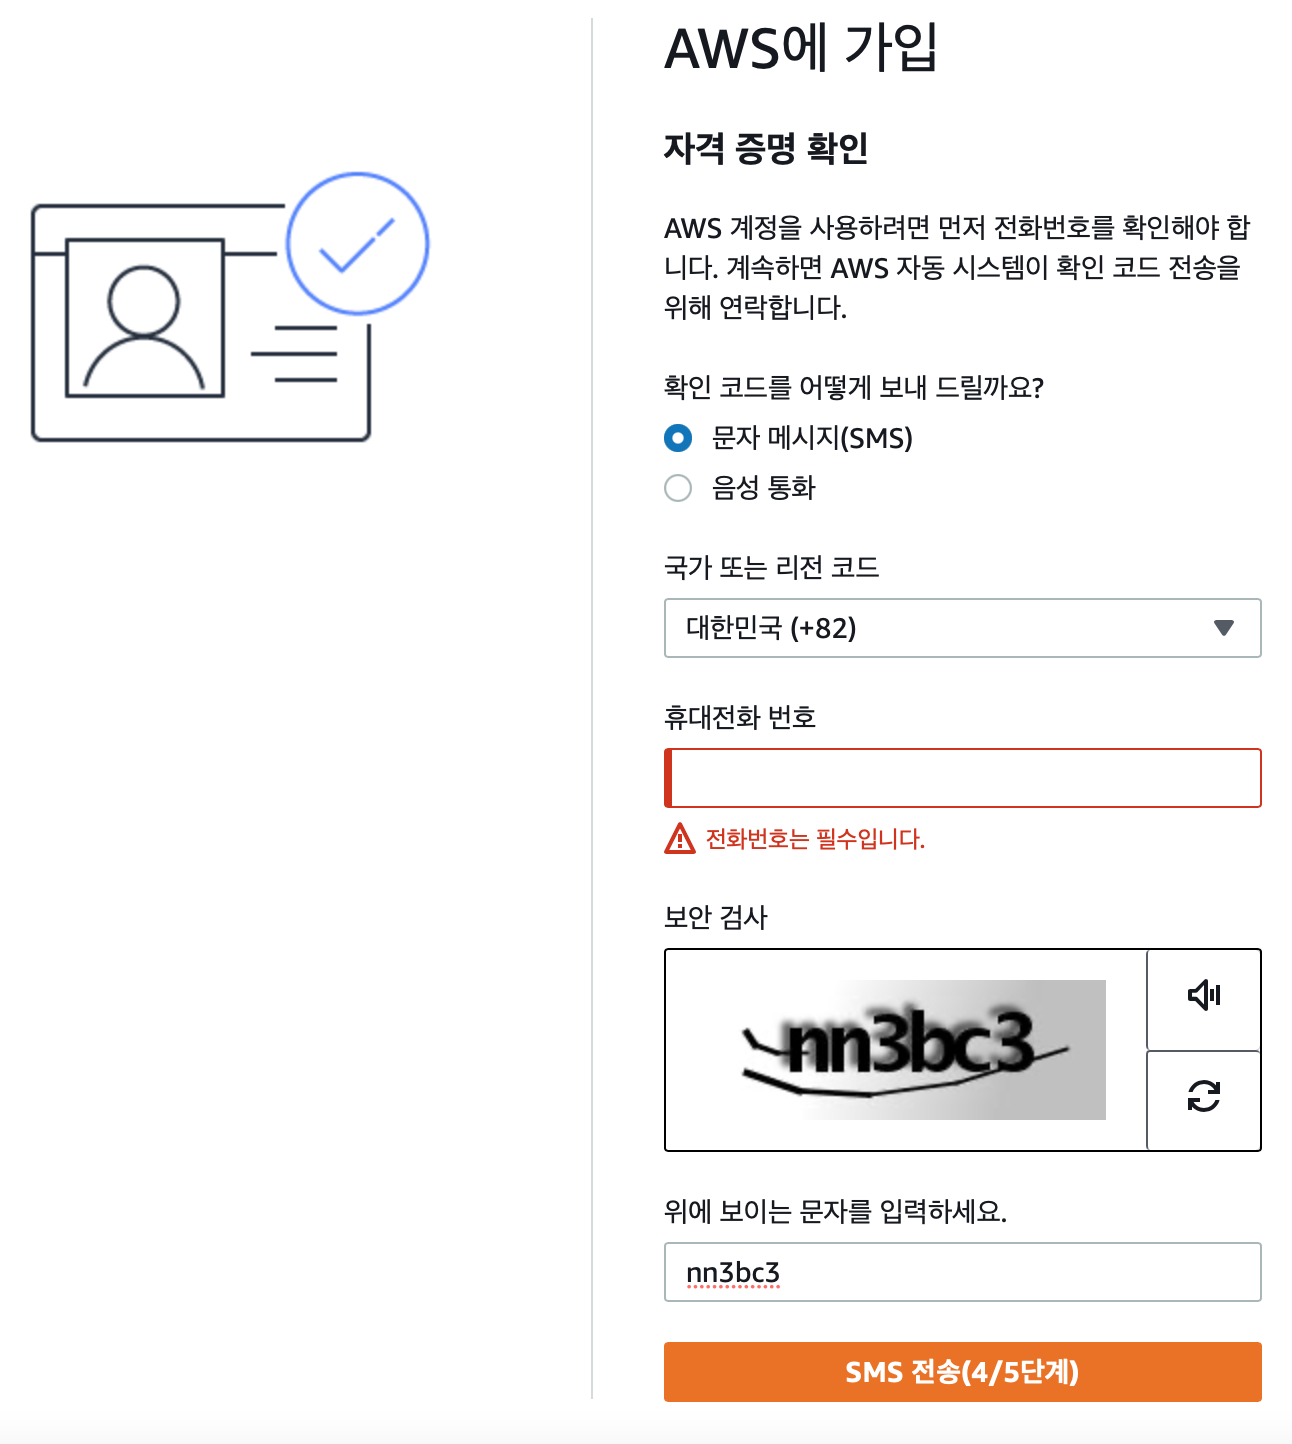 AWS에 가입
자격 증명 확인
AWS 계정을 사용하려면 먼저 전화번호를 확인해야 합
니다. 계속하면 AWS 자동 시스템이 확인 코드 전송을
위해 연락합니다.
확인 코드를 어떻게 보내 드릴까요?
문자 메시지(SMS)
음성 통화
국가 또는 리전 코드
대한민국 (+82)
휴대전화 번호
전화번호는 필수입니다.
보안 검사
nn3bc3
위에 보이는 문자를 입력하세요.
nn3bc3
SMS 전송(4/5단계)